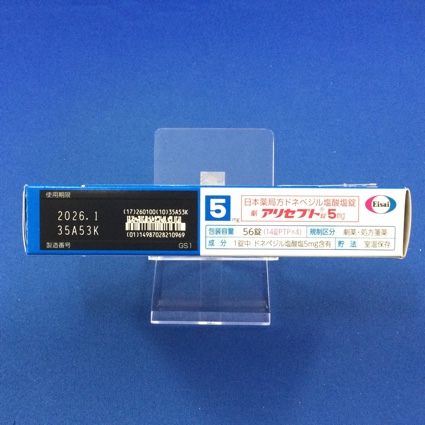 使用期限
2026.1
35A53K
製造番号
(17)260100(10)35A53K
(01)14987028210969
GS1
5mg
日本薬局方ドネペジル塩酸塩錠
劇 アリセプト®錠5mg
Eisai
包装容量 56錠(14錠PTP×4) 規制区分 劇薬・処方箋薬
成分 1錠中 ドネペジル塩酸塩5mg含有 貯法 室温保存